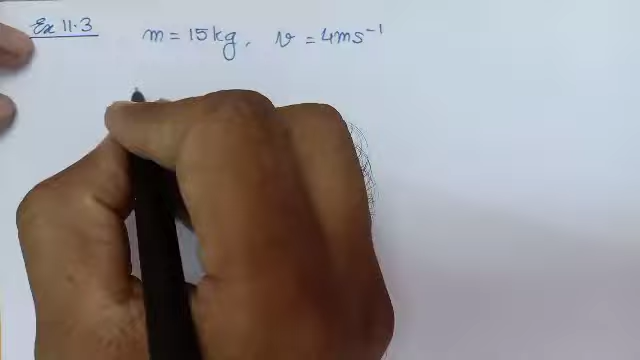 Ex 11.3
m = 15 kg, v = 4 ms⁻¹